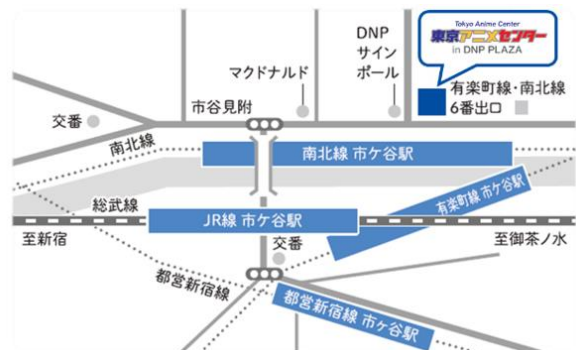 Tokyo Anime Center
東京アニメセンター
in DNP PLAZA
DNP
サイン
ポール
マクドナルド
有楽町線・南北線
6番出口
市谷見附
交番
南北線
南北線 市ケ谷駅
有楽町線 市ケ谷駅
総武線
JR線 市ケ谷駅
至新宿
交番
至御茶ノ水
都営新宿線
都営新宿線 市ケ谷駅